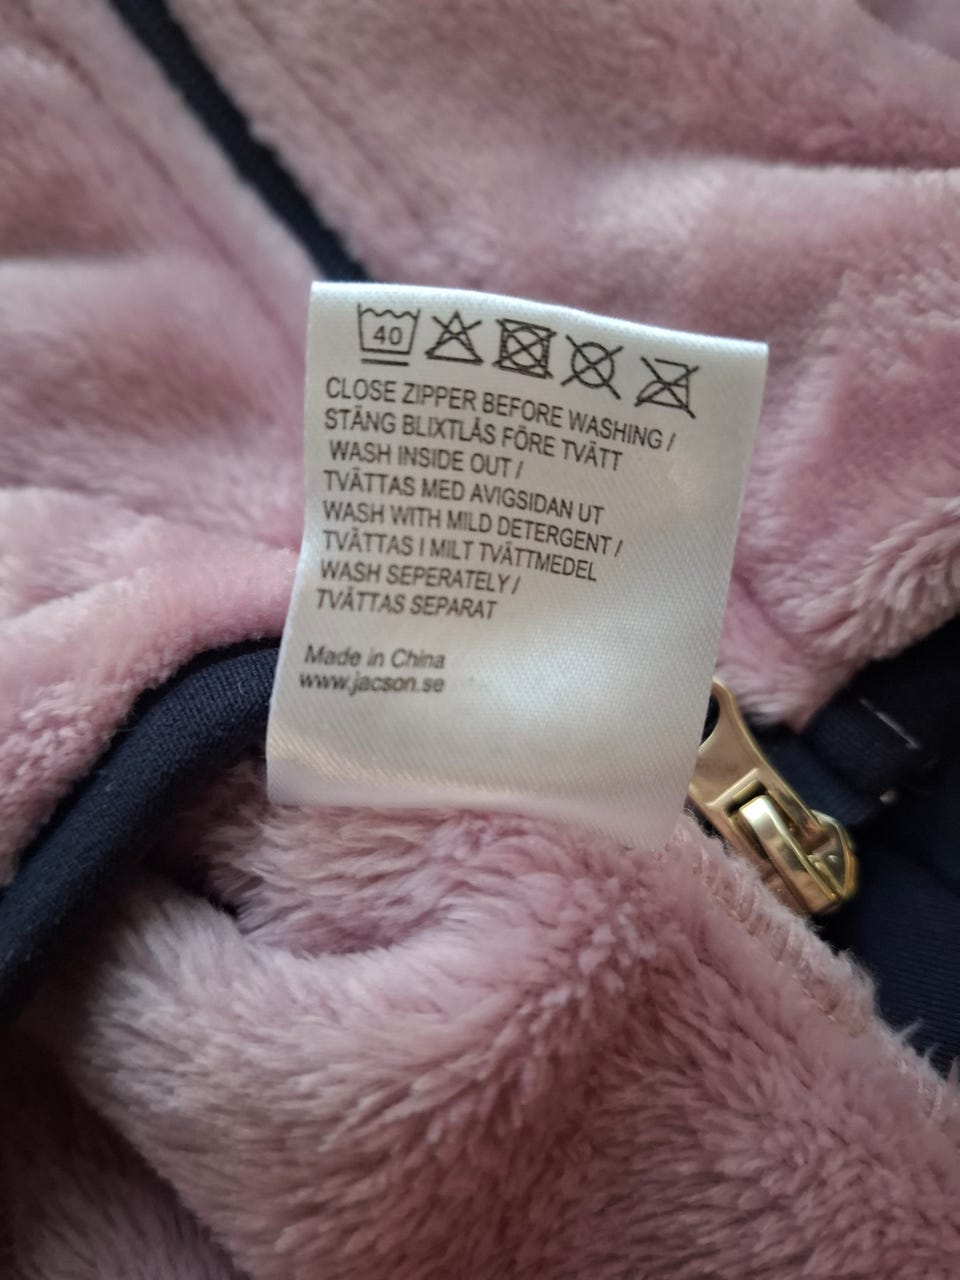 40
CLOSE ZIPPER BEFORE WASHING /
STÄNG BLIXTLÅS FÖRE TVÄTT
WASH INSIDE OUT /
TVÄTTAS MED AVIGSIDAN UT
WASH WITH MILD DETERGENT /
TVÄTTAS I MILT TVÄTTMEDEL
WASH SEPERATELY /
TVÄTTAS SEPARAT
Made in China
www.jacson.se